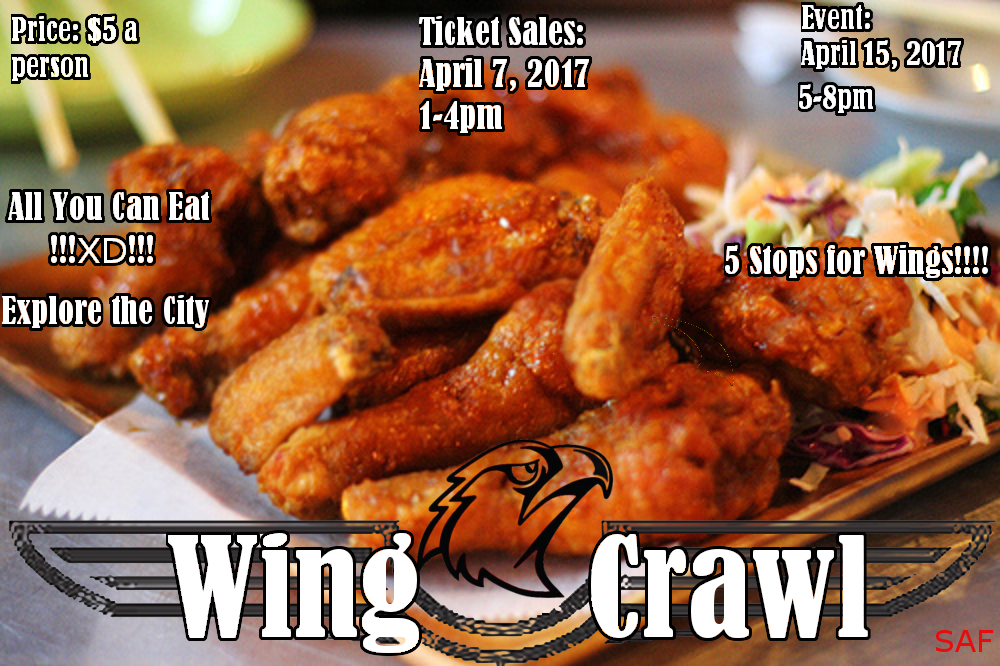 Price: $5 a
person
Ticket Sales:
April 7, 2017
1-4pm
Event:
April 15, 2017
5-8pm
All You Can Eat
!!!XD!!!
Explore the City
5 Stops for Wings!!!!
Wing Crawl
SAF